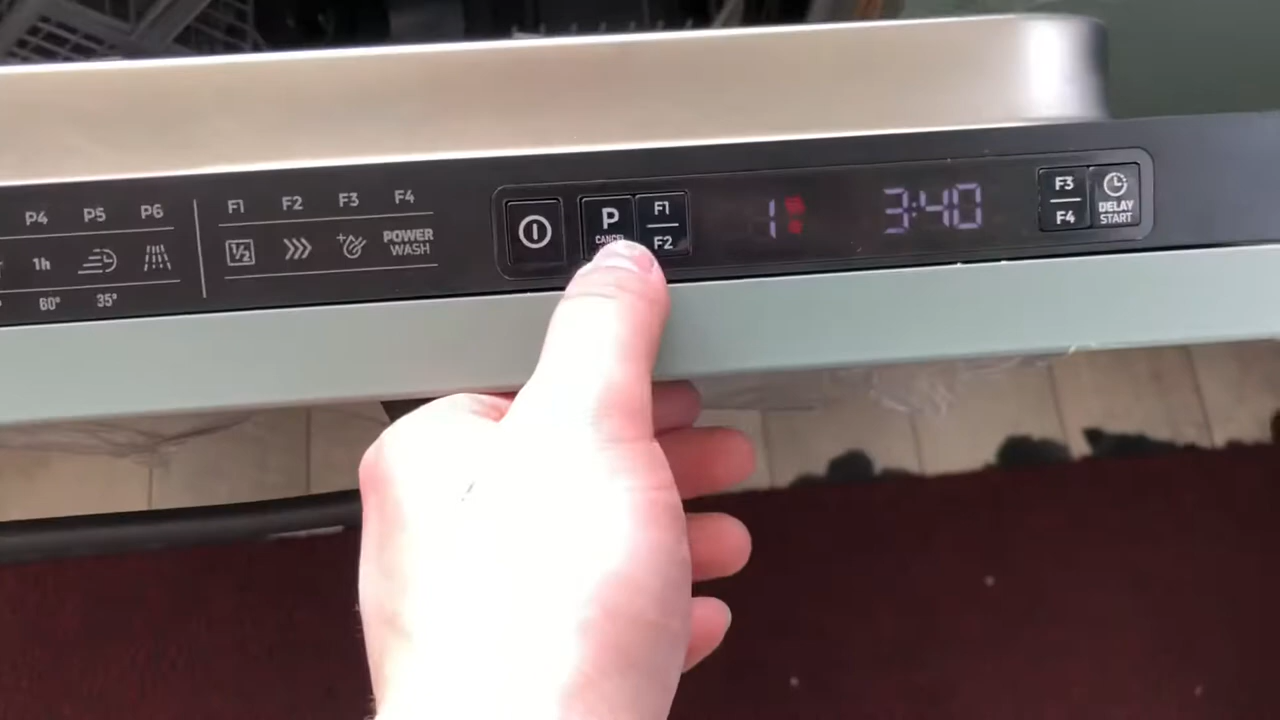 P4 P5 P6
1h
60° 35°
F1 F2 F3 F4
1/2 POWER
WASH
P
CANCEL
F1
F2
1
3:40
F3
F4
DELAY
START